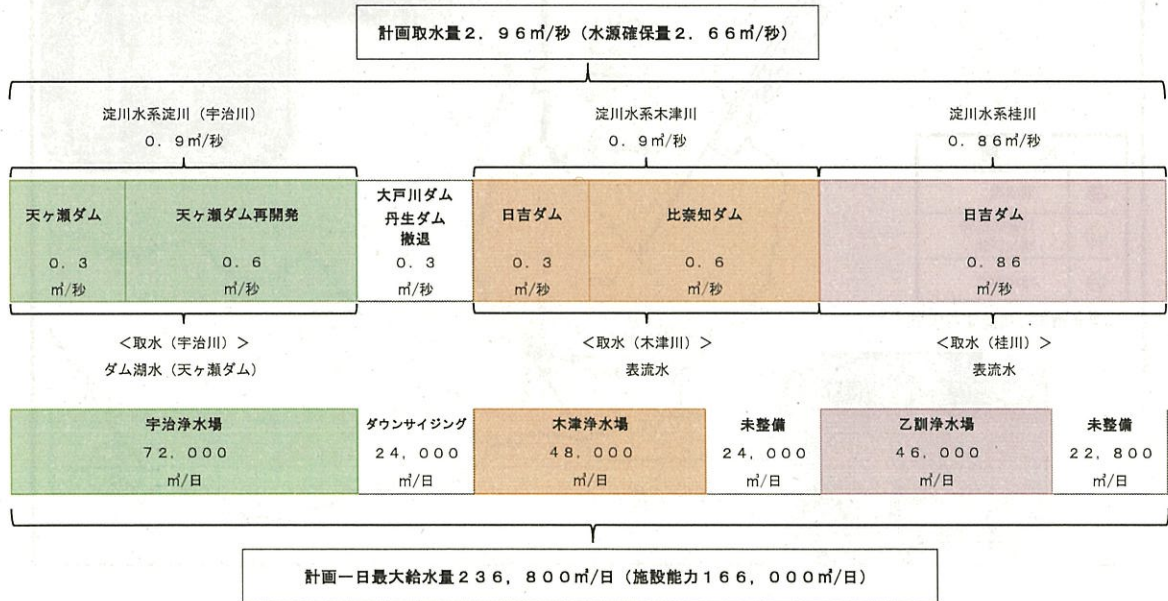 計画取水量2.96㎥/秒(水源確保量2.66㎥/秒)
淀川水系淀川(宇治川)
0.9㎥/秒
淀川水系木津川
0.9㎥/秒
淀川水系桂川
0.86㎥/秒
天ヶ瀬ダム
0.3
㎥/秒
天ヶ瀬ダム再開発
0.6
㎥/秒
大戸川ダム
丹生ダム
撤退
0.3
㎥/秒
日吉ダム
0.3
㎥/秒
比奈知ダム
0.6
㎥/秒
日吉ダム
0.86
㎥/秒
<取水(宇治川)>
ダム湖水(天ヶ瀬ダム)
<取水(木津川)>
表流水
<取水(桂川)>
表流水
宇治浄水場
72,000
㎥/日
ダウンサイジング
24,000
㎥/日
木津浄水場
48,000
㎥/日
未整備
24,000
㎥/日
乙訓浄水場
46,000
㎥/日
未整備
22,800
㎥/日
計画一日最大給水量236,800㎥/日(施設能力166,000㎥/日)